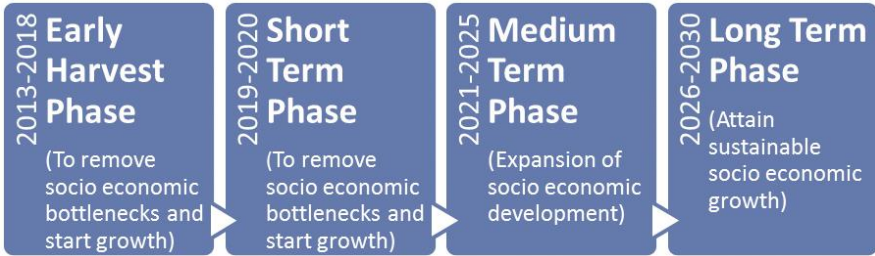 2013-2018
Early
Harvest
Phase
(To remove
socio economic
bottlenecks and
start growth)
2019-2020
Short
Term
Phase
(To remove
socio economic
bottlenecks and
start growth)
2021-2025
Medium
Term
Phase
(Expansion of
socio economic
development)
2026-2030
Long Term
Phase
(Attain
sustainable
socio economic
growth)